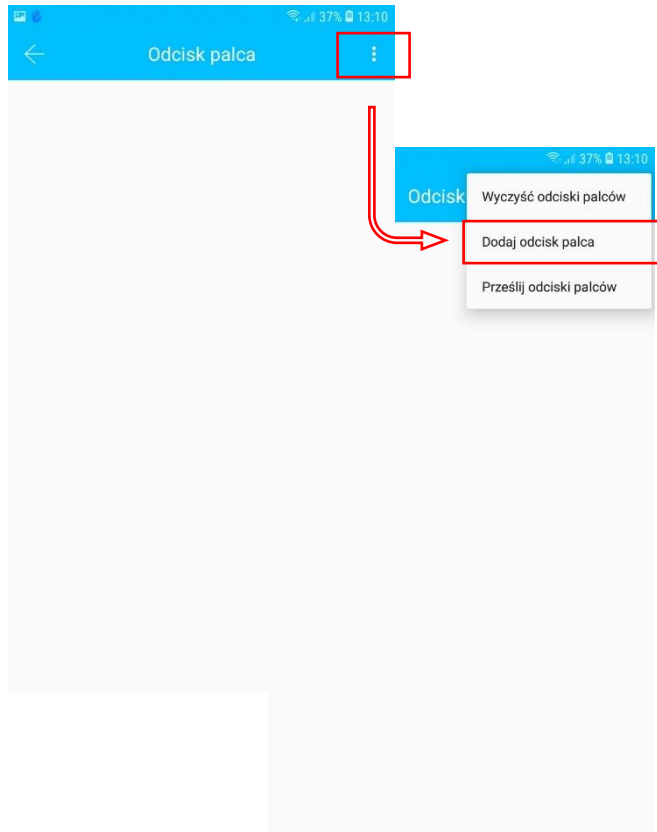 37% 13:10
Odcisk palca
37% 13:10
Odcisk
Wyczyść odciski palców
Dodaj odcisk palca
Prześlij odciski palców